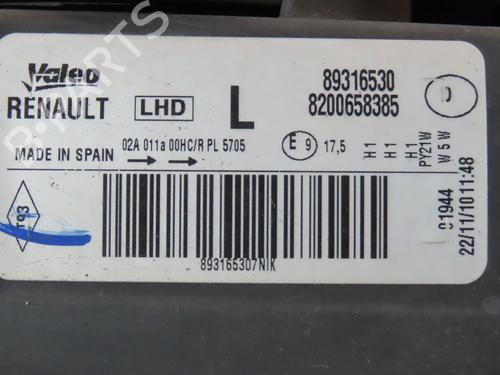 Valeo
RENAULT
LHD
L
89316530
8200658385
MADE IN SPAIN
02A 011a 00HC/R PL 5705
E 9
17,5
H1
H1
H1
PY21W
W5W
01944
22/11/10 11:48
893165307NIK
PARTS